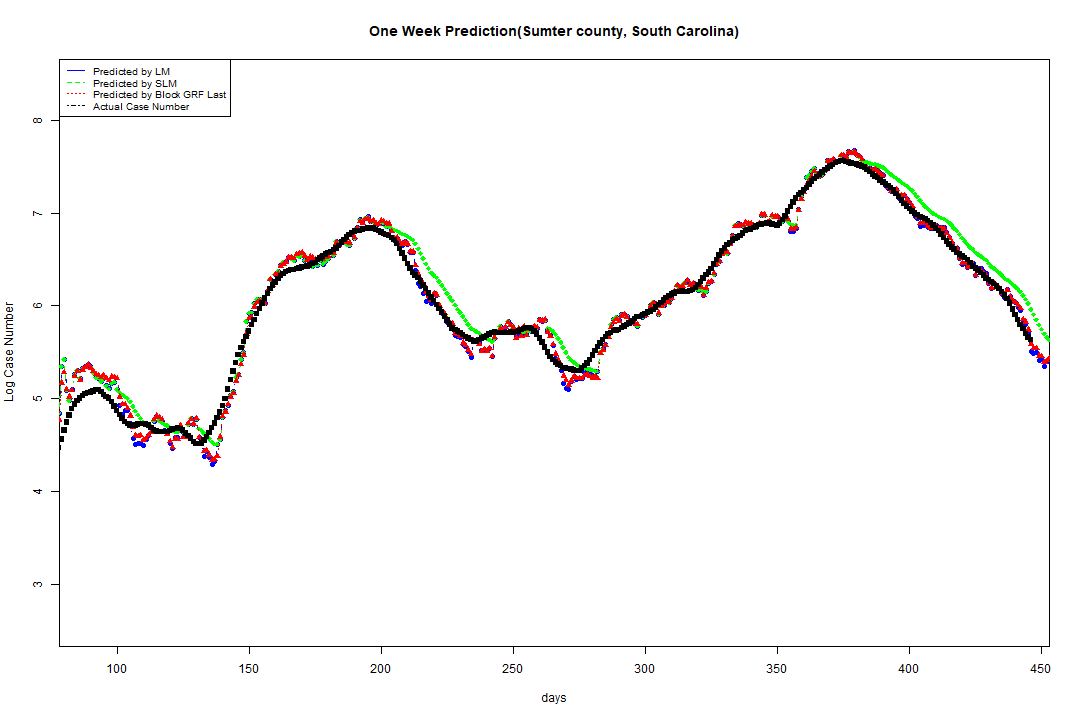 One Week Prediction(Sumter county, South Carolina)
Predicted by LM
Predicted by SLM
Predicted by Block GRF Last
Actual Case Number
8
7
6
5
4
3
Log Case Number
100 150 200 250 300 350 400 450
days